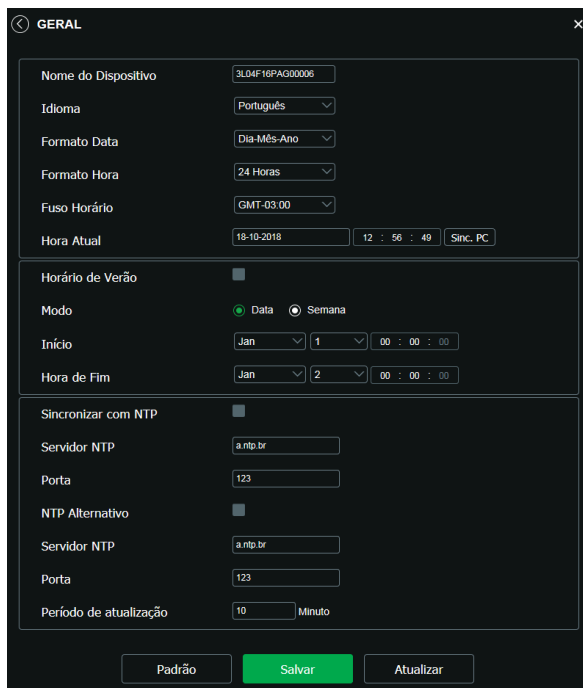 GERAL
Nome do Dispositivo 3L04F16PAG00006
Idioma Português
Formato Data Dia-Mês-Ano
Formato Hora 24 Horas
Fuso Horário GMT-03:00
Hora Atual 18-10-2018 12 : 56 : 49 Sinc. PC
Horário de Verão
Modo Data Semana
Início Jan 1 00 : 00 : 00
Hora de Fim Jan 2 00 : 00 : 00
Sincronizar com NTP
Servidor NTP a.ntp.br
Porta 123
NTP Alternativo
Servidor NTP a.ntp.br
Porta 123
Período de atualização 10 Minuto
Padrão Salvar Atualizar